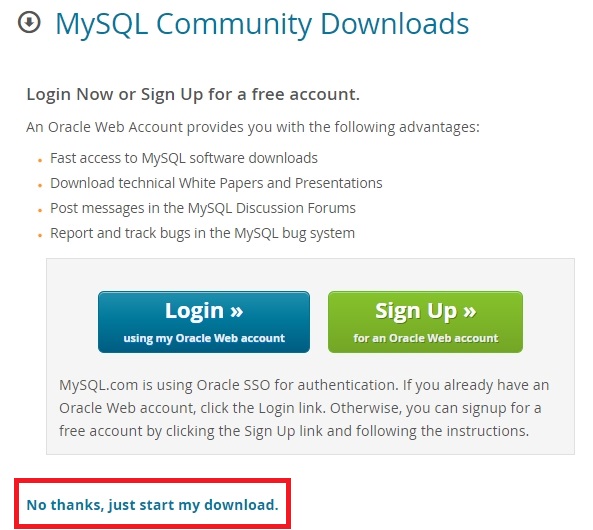 MySQL Community Downloads
Login Now or Sign Up for a free account.
An Oracle Web Account provides you with the following advantages:
Fast access to MySQL software downloads
Download technical White Papers and Presentations
Post messages in the MySQL Discussion Forums
Report and track bugs in the MySQL bug system
Login »
using my Oracle Web account
Sign Up »
for an Oracle Web account
MySQL.com is using Oracle SSO for authentication. If you already have an
Oracle Web account, click the Login link. Otherwise, you can signup for a
free account by clicking the Sign Up link and following the instructions.
No thanks, just start my download.